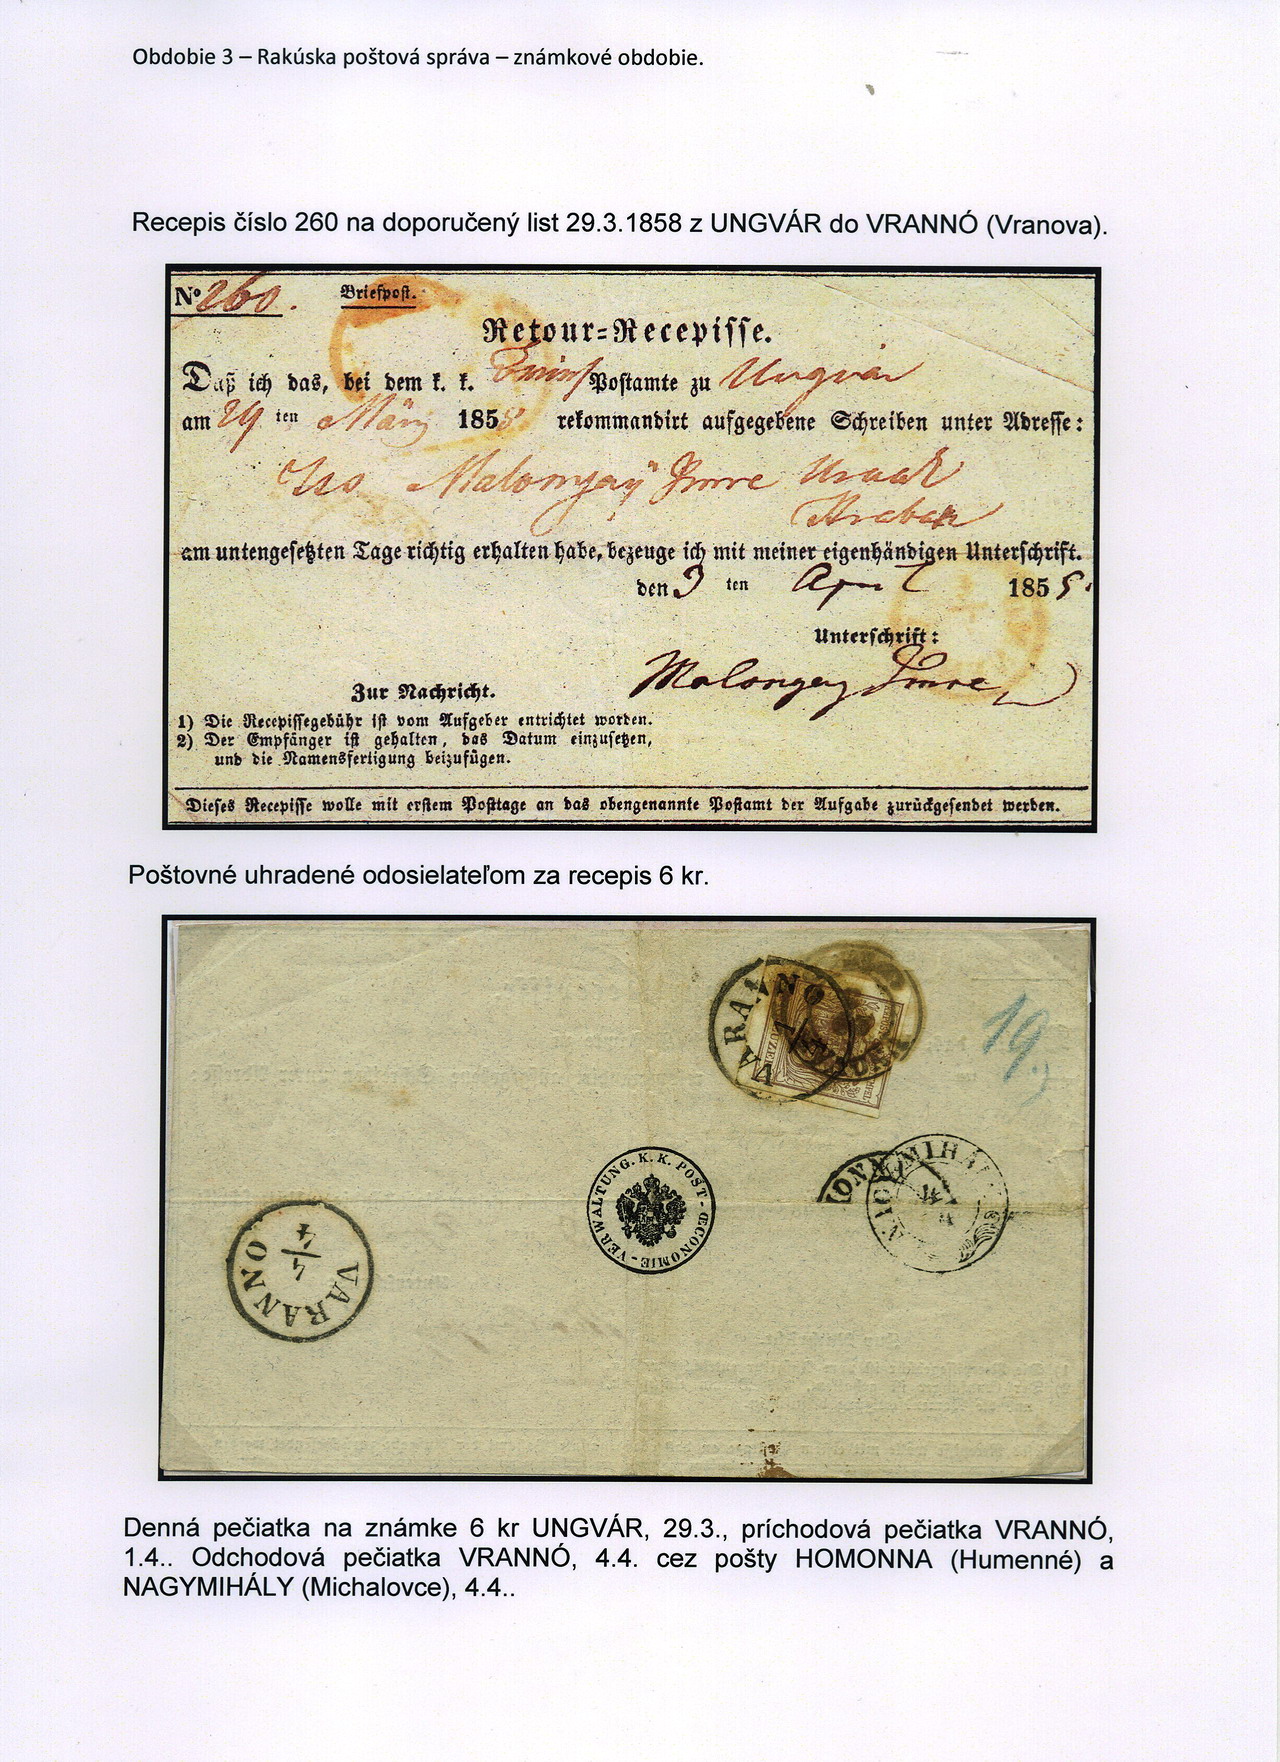 Obdobie 3 – Rakúska poštová správa – známkové obdobie.
Recepis číslo 260 na doporučený list 29.3.1858 z UNGVÁR do VRANNÓ (Vranova).
Nº 260. Briefpost.
Retour=Recepisse.
Daß ich das, bei dem k. k. Postamte zu Ungvár
am 29 ten März 1858 rekommandirt aufgegebene Schreiben unter Adresse:
Malonyay Imre
am untengesetzten Tage richtig erhalten habe, bezeuge ich mit meiner eigenhändigen Unterschrift.
den 3 ten April 1858.
Unterschrift:
Malongey Imre
Zur Nachricht.
1) Die Recepissegebühr ist vom Aufgeber entrichtet worden.
2) Der Empfänger ist gehalten, das Datum einzusetzen,
und die Namensfertigung beizufügen.
Dieses Recepisse wolle mit erstem Posttage an das obengenannte Postamt der Aufgabe zurückgesendet werden.
Poštovné uhradené odosielateľom za recepis 6 kr.
VARANNO
1/4
19.
NAGY MIHÁ
VERWALTUNG. K. K. POST-ŒCONOMIE-
VARANNO
4/4
Denná pečiatka na známke 6 kr UNGVÁR, 29.3., príchodová pečiatka VRANNÓ,
1.4.. Odchodová pečiatka VRANNÓ, 4.4. cez pošty HOMONNA (Humenné) a
NAGYMIHÁLY (Michalovce), 4.4..